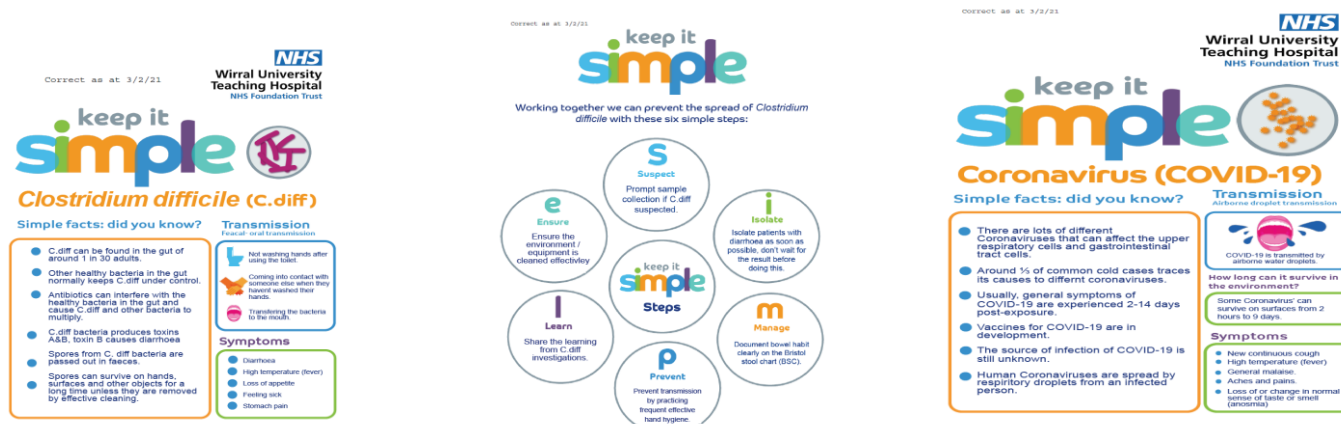 Correct as at 3/2/21
NHS
Wirral University
Teaching Hospital
NHS Foundation Trust
keep it
simple
Clostridium difficile (C.diff)
Simple facts: did you know?
C.diff can be found in the gut of
around 1 in 30 adults.
Other healthy bacteria in the gut
normally keeps C.diff under control.
Antibiotics can interfere with the
healthy bacteria in the gut and
cause C.diff and other bacteria to
multiply.
C.diff bacteria produces toxins
A&B, toxin B causes diarrhoea
Spores from C. diff bacteria are
passed out in faeces.
Spores can survive on hands,
surfaces and other objects for a
long time unless they are removed
by effective cleaning.
Transmission
Feacal- oral transmission
Not washing hands after
using the toilet.
Coming into contact with
someone else when they
havent washed their
hands.
Transfering the bacteria
to the mouth.
Symptoms
Diarrhoea
High temperature (fever)
Loss of appetite
Feeling sick
Stomach pain
Correct as at 3/2/21
keep it
simple
Working together we can prevent the spread of Clostridium
difficile with these six simple steps:
S
Suspect
Prompt sample
collection if C.diff
suspected.
i
Isolate
Isolate patients with
diarrhoea as soon as
possible, don't wait for
the result before
doing this.
m
Manage
Document bowel habit
clearly on the Bristol
stool chart (BSC).
p
Prevent
Prevent transmission
by practicing
frequent effective
hand hygiene.
l
Learn
Share the learning
from C.diff
investigations.
e
Ensure
Ensure the
environment /
equipment is
cleaned effectivley
keep it
simple
Steps
Correct as at 3/2/21
NHS
Wirral University
Teaching Hospital
NHS Foundation Trust
keep it
simple
Coronavirus (COVID-19)
Simple facts: did you know?
There are lots of different
Coronaviruses that can affect the upper
respiratory cells and gastrointestinal
tract cells.
Around ⅓ of common cold cases traces
its causes to differnt coronaviruses.
Usually, general symptoms of
COVID-19 are experienced 2-14 days
post-exposure.
Vaccines for COVID-19 are in
development.
The source of infection of COVID-19 is
still unknown.
Human Coronaviruses are spread by
respiritory droplets from an infected
person.
Transmission
Airborne droplet transmission
COVID-19 is transmitted by
airborne water droplets.
How long can it survive in
the environment?
Some Coronavirus' can
survive on surfaces from 2
hours to 9 days.
Symptoms
New continuous cough
High temperature (fever)
General malaise.
Aches and pains.
Loss of or change in normal
sense of taste or smell
(anosmia)